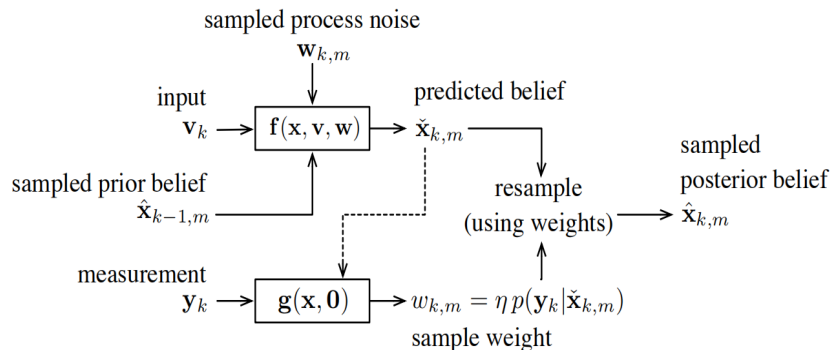 sampled process noise
w_{k,m}
input
v_k
f(x, v, w)
predicted belief
x̌_{k,m}
sampled prior belief
x̂_{k−1,m}
resample
(using weights)
sampled
posterior belief
x̂_{k,m}
measurement
y_k
g(x, 0)
w_{k,m} = η p(y_k|x̌_{k,m})
sample weight